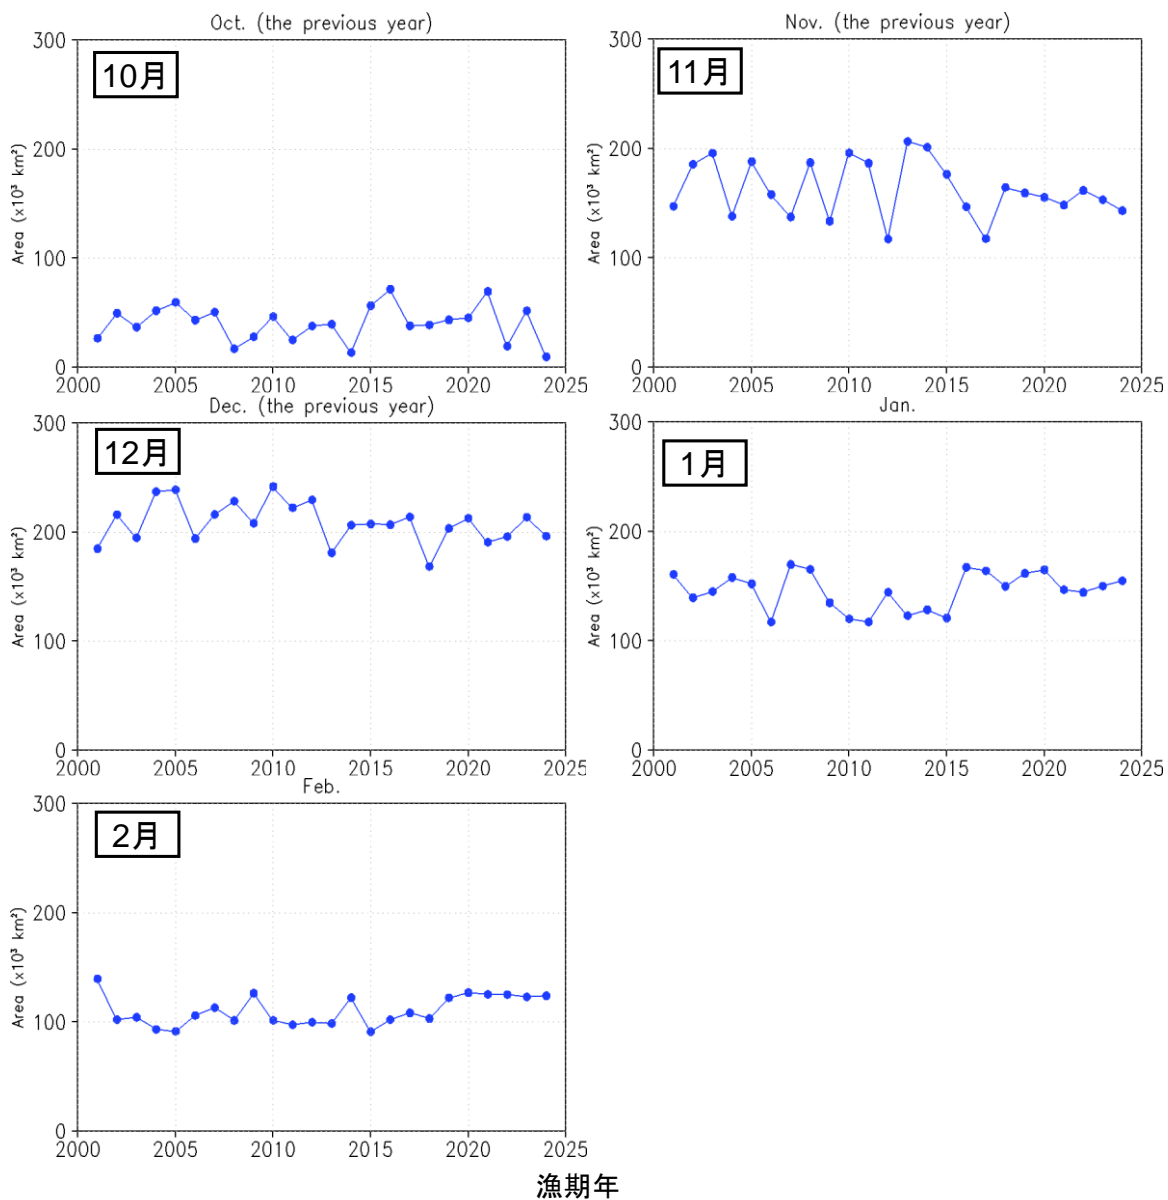 Oct. (the previous year)
10月
Area (x10³ km²)
300
200
100
0
2000 2005 2010 2015 2020 2025
Nov. (the previous year)
11月
Area (x10³ km²)
300
200
100
0
2000 2005 2010 2015 2020 2025
Dec. (the previous year)
12月
Area (x10³ km²)
300
200
100
0
2000 2005 2010 2015 2020 2025
Jan.
1月
Area (x10³ km²)
300
200
100
0
2000 2005 2010 2015 2020 2025
Feb.
2月
Area (x10³ km²)
300
200
100
0
2000 2005 2010 2015 2020 2025
漁期年